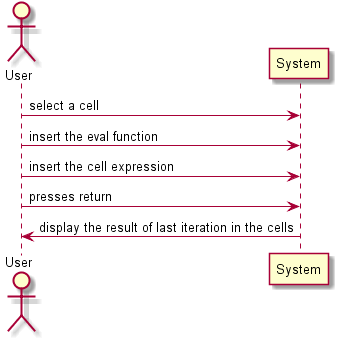 User
System
select a cell
insert the eval function
insert the cell expression
presses return
display the result of last iteration in the cells
User
System